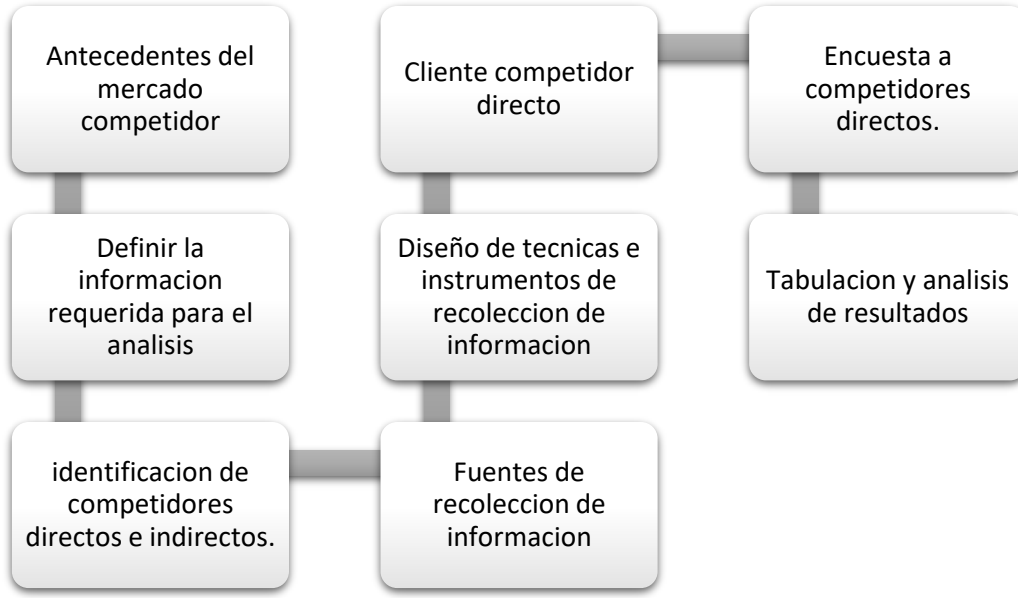 Antecedentes del
mercado
competidor
Definir la
informacion
requerida para el
analisis
identificacion de
competidores
directos e indirectos.
Fuentes de
recoleccion de
informacion
Diseño de tecnicas e
instrumentos de
recoleccion de
informacion
Cliente competidor
directo
Encuesta a
competidores
directos.
Tabulacion y analisis
de resultados